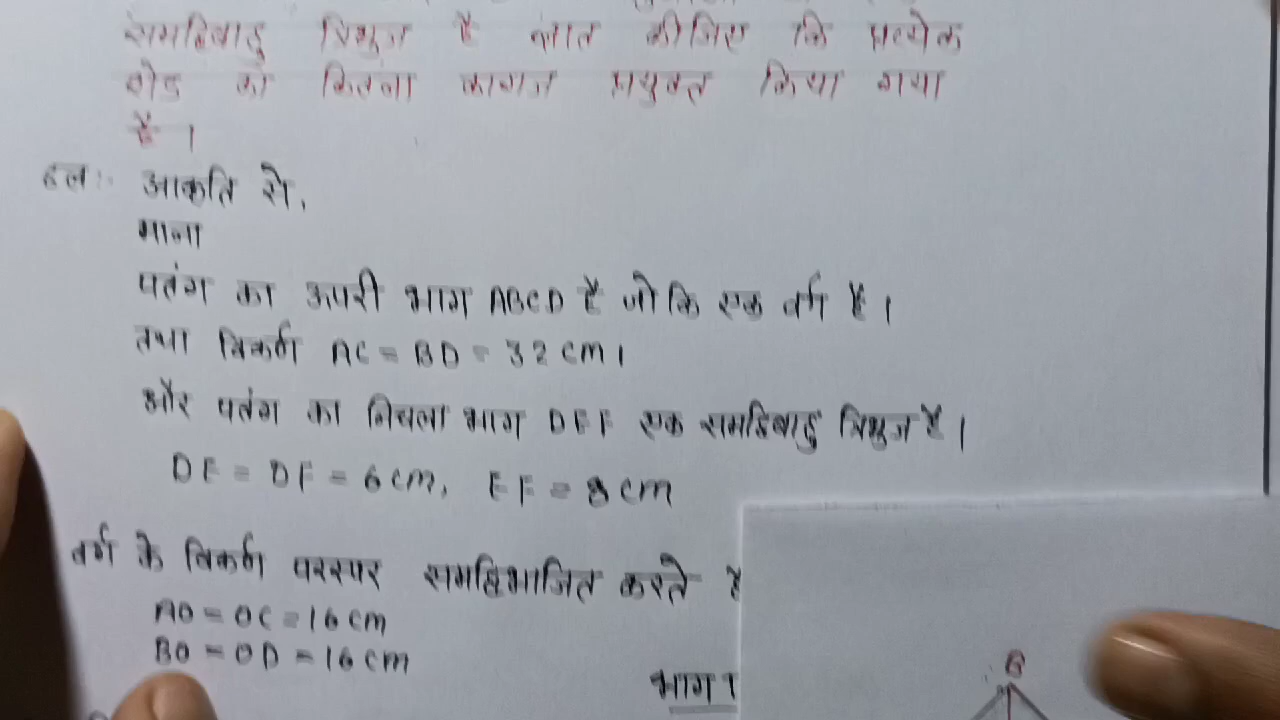 समद्विबाहु त्रिभुज है ज्ञात कीजिए कि प्रत्येक
शेड का कितना कागज प्रयुक्त किया गया
है ।
हल:- आकृति से,
माना
पतंग का ऊपरी भाग ABCD है जो कि एक वर्ग है ।
तथा विकर्ण AC = BD = 32 cm ।
और पतंग का निचला भाग DEF एक समद्विबाहु त्रिभुज है ।
DE = DF = 6 cm, EF = 8 cm
वर्ग के विकर्ण परस्पर समद्विभाजित करते है
AO = OC = 16 cm
BO = OD = 16 cm
भाग 1
B